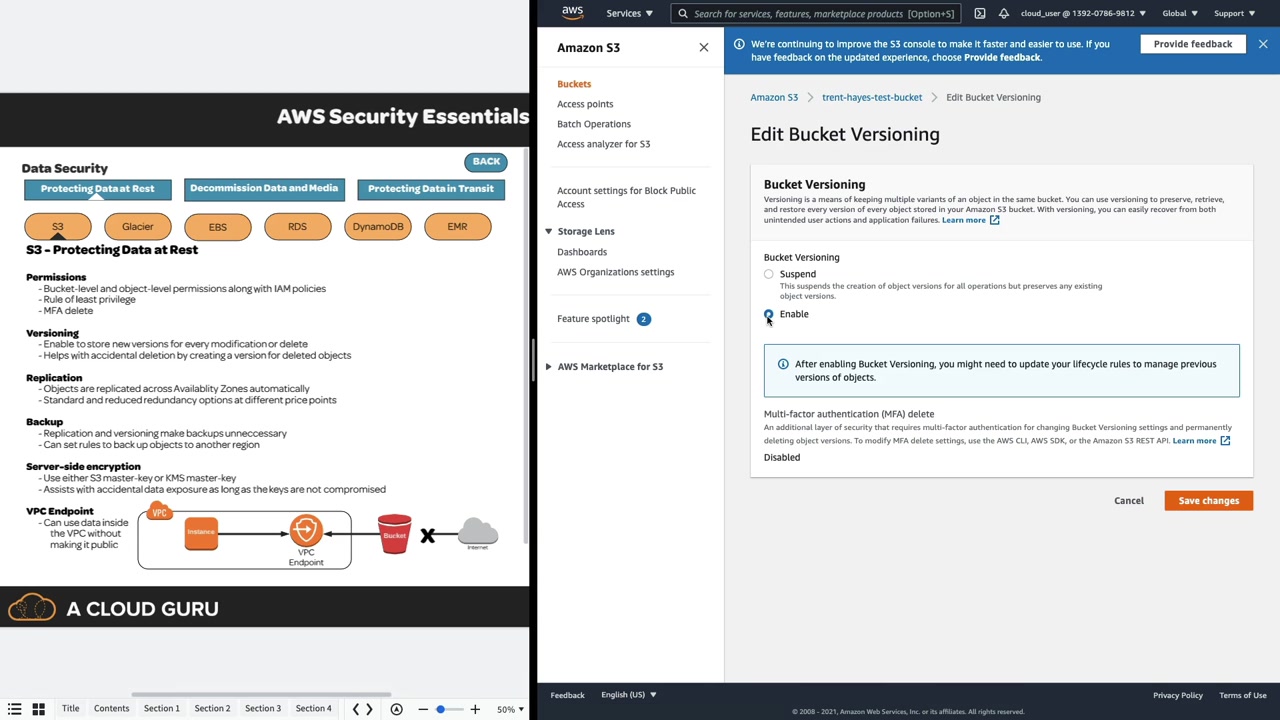 AWS Security Essentials
Data Security
BACK
Protecting Data at Rest
Decommission Data and Media
Protecting Data in Transit
S3
Glacier
EBS
RDS
DynamoDB
EMR
S3 - Protecting Data at Rest
Permissions
- Bucket-level and object-level permissions along with IAM policies
- Rule of least privilege
- MFA delete
Versioning
- Enable to store new versions for every modification or delete
- Helps with accidental deletion by creating a version for deleted objects
Replication
- Objects are replicated across Availablity Zones automatically
- Standard and reduced redundancy options at different price points
Backup
- Replication and versioning make backups unneccessary
- Can set rules to back up objects to another region
Server-side encryption
- Use either S3 master-key or KMS master-key
- Assists with accidental data exposure as long as the keys are not compromised
VPC Endpoint
- Can use data inside
the VPC without
making it public
VPC
Instance
VPC
Endpoint
Bucket
Internet
A CLOUD GURU
Title
Contents
Section 1
Section 2
Section 3
Section 4
50%
aws
Services
Search for services, features, marketplace products [Option+S]
cloud_user @ 1392-0786-9812
Global
Support
Amazon S3
Buckets
Access points
Batch Operations
Access analyzer for S3
Account settings for Block Public
Access
Storage Lens
Dashboards
AWS Organizations settings
Feature spotlight 2
AWS Marketplace for S3
We're continuing to improve the S3 console to make it faster and easier to use. If you
have feedback on the updated experience, choose Provide feedback.
Provide feedback
Amazon S3 > trent-hayes-test-bucket > Edit Bucket Versioning
Edit Bucket Versioning
Bucket Versioning
Versioning is a means of keeping multiple variants of an object in the same bucket. You can use versioning to preserve, retrieve,
and restore every version of every object stored in your Amazon S3 bucket. With versioning, you can easily recover from both
unintended user actions and application failures. Learn more
Bucket Versioning
Suspend
This suspends the creation of object versions for all operations but preserves any existing
object versions.
Enable
After enabling Bucket Versioning, you might need to update your lifecycle rules to manage previous
versions of objects.
Multi-factor authentication (MFA) delete
An additional layer of security that requires multi-factor authentication for changing Bucket Versioning settings and permanently
deleting object versions. To modify MFA delete settings, use the AWS CLI, AWS SDK, or the Amazon S3 REST API. Learn more
Disabled
Cancel
Save changes
Feedback
English (US)
Privacy Policy
Terms of Use
© 2008 - 2021, Amazon Web Services, Inc. or its affiliates. All rights reserved.